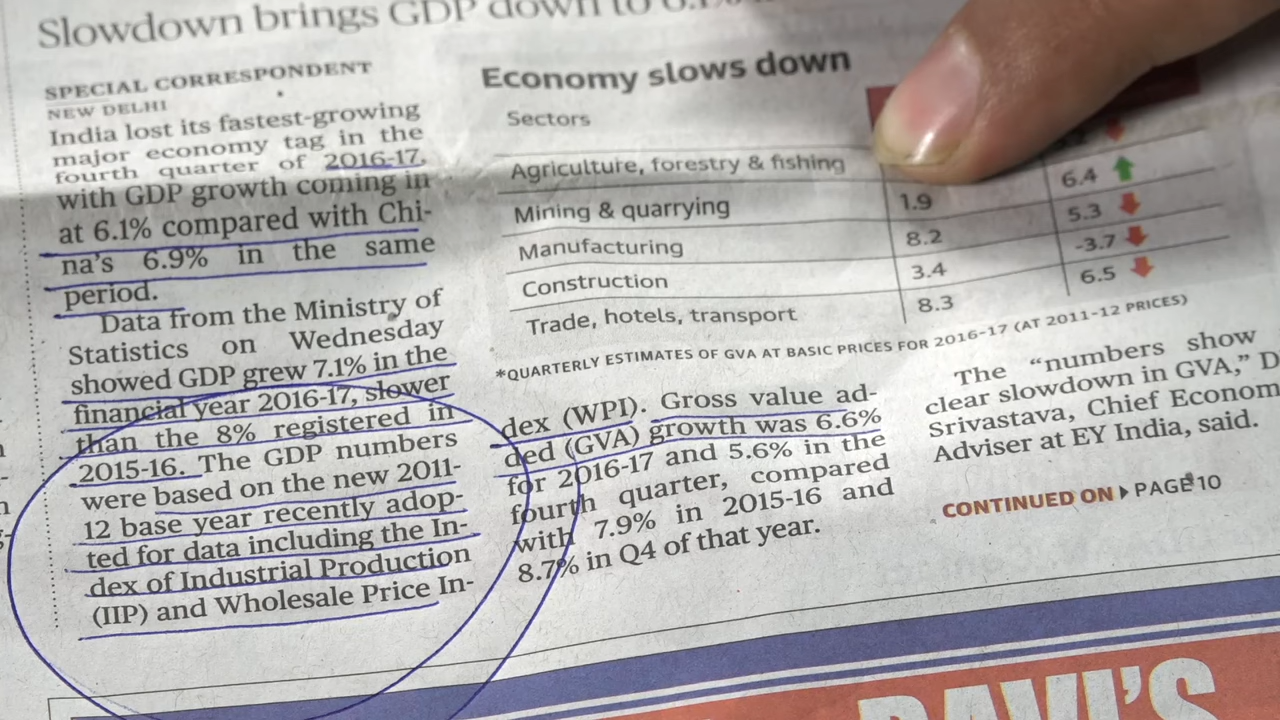 Slowdown brings GDP down to 6.1%
SPECIAL CORRESPONDENT
NEW DELHI
India lost its fastest-growing
major economy tag in the
fourth quarter of 2016-17,
with GDP growth coming in
at 6.1% compared with Chi-
na's 6.9% in the same
period.
Data from the Ministry of
Statistics on Wednesday
showed GDP grew 7.1% in the
financial year 2016-17, slower
than the 8% registered in
2015-16. The GDP numbers
were based on the new 2011-
12 base year recently adop-
ted for data including the In-
dex of Industrial Production
(IIP) and Wholesale Price In-
Economy slows down
Sectors
Agriculture, forestry & fishing
Mining & quarrying 1.9 6.4
Manufacturing 8.2 5.3
Construction 3.4 -3.7
Trade, hotels, transport 8.3 6.5
*QUARTERLY ESTIMATES OF GVA AT BASIC PRICES FOR 2016-17 (AT 2011-12 PRICES)
dex (WPI). Gross value ad-
ded (GVA) growth was 6.6%
for 2016-17 and 5.6% in the
fourth quarter, compared
with 7.9% in 2015-16 and
8.7% in Q4 of that year.
The "numbers show
clear slowdown in GVA," D
Srivastava, Chief Econom
Adviser at EY India, said.
CONTINUED ON PAGE 10
RAVI'S